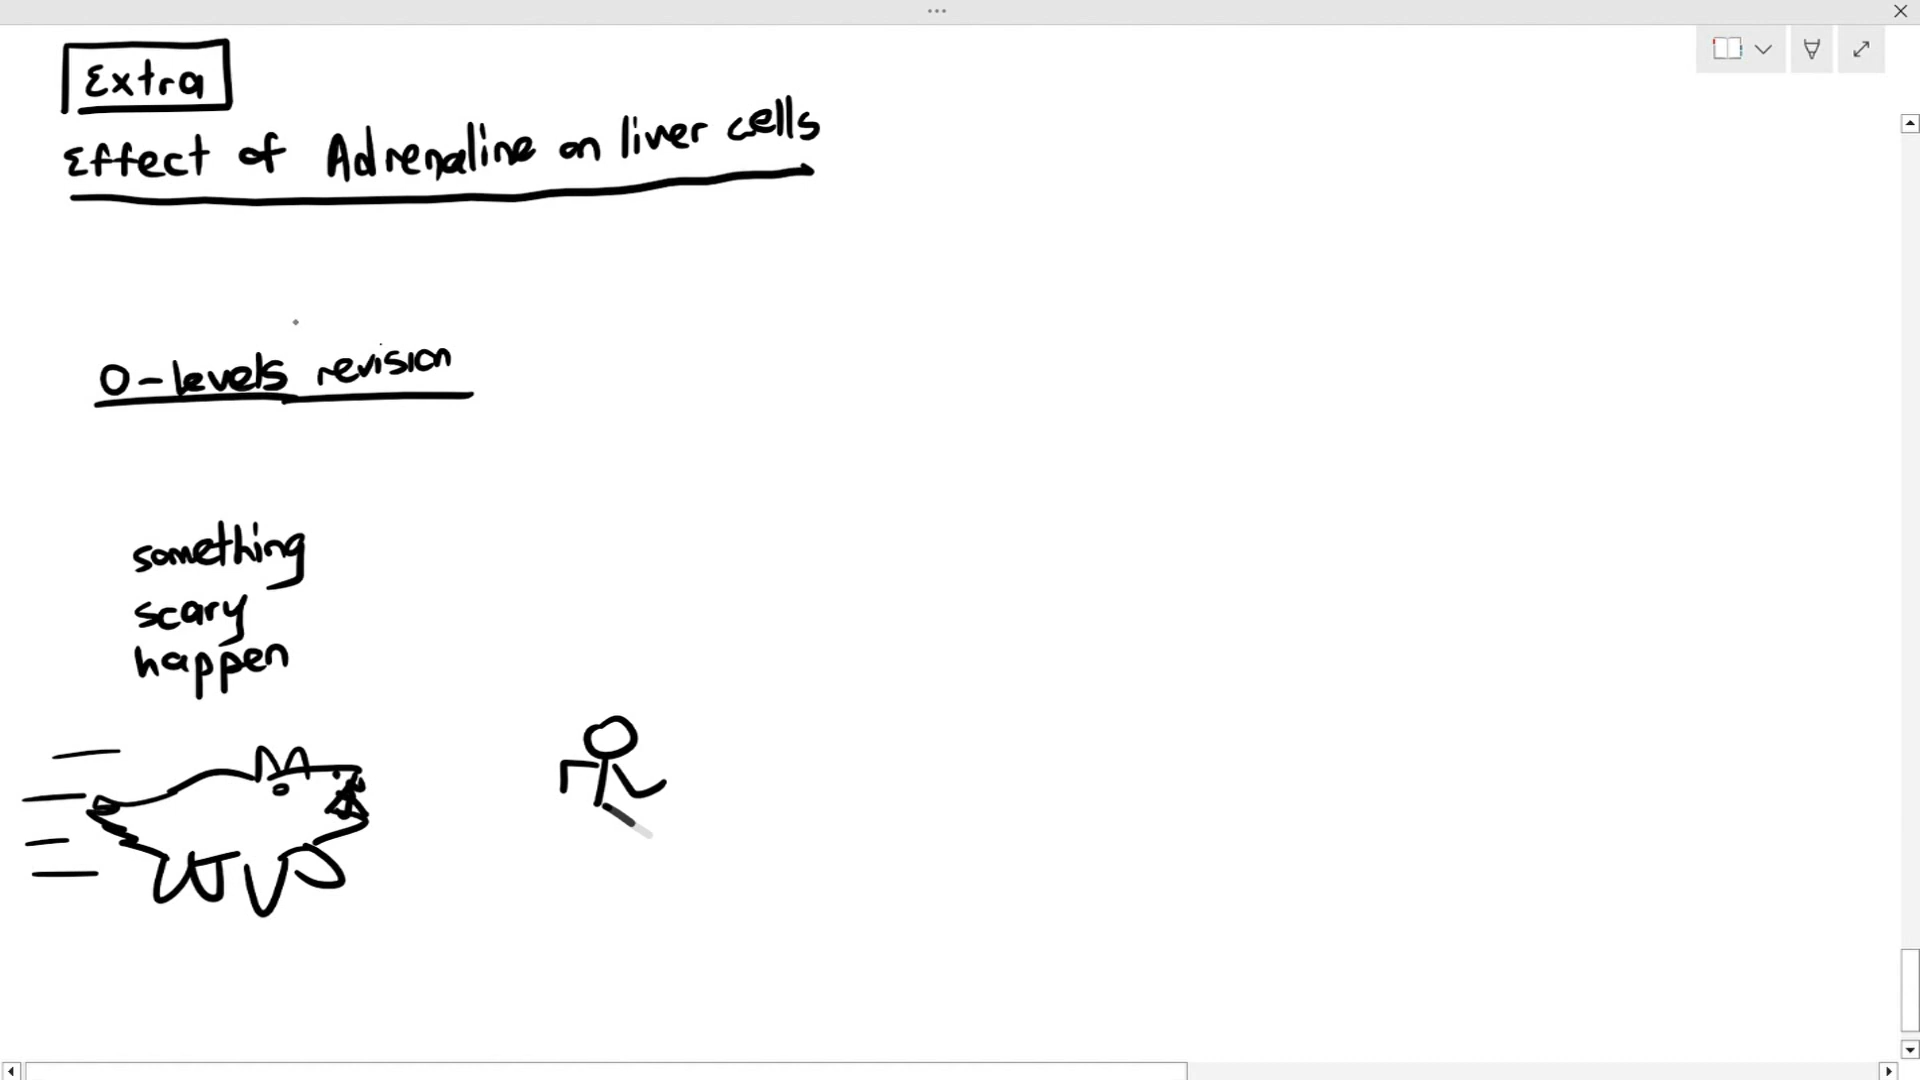 Extra
Effect of Adrenaline on liver cells
O-levels revision
something
scary
happen